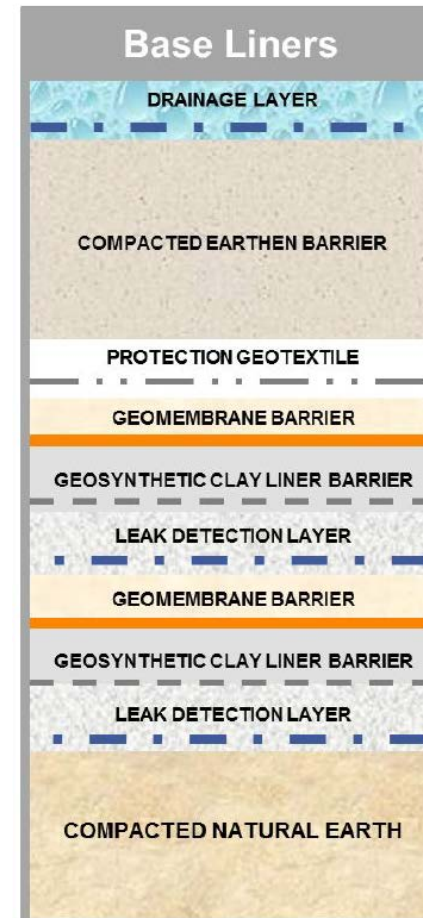 Base Liners
DRAINAGE LAYER
COMPACTED EARTHEN BARRIER
PROTECTION GEOTEXTILE
GEOMEMBRANE BARRIER
GEOSYNTHETIC CLAY LINER BARRIER
LEAK DETECTION LAYER
GEOMEMBRANE BARRIER
GEOSYNTHETIC CLAY LINER BARRIER
LEAK DETECTION LAYER
COMPACTED NATURAL EARTH